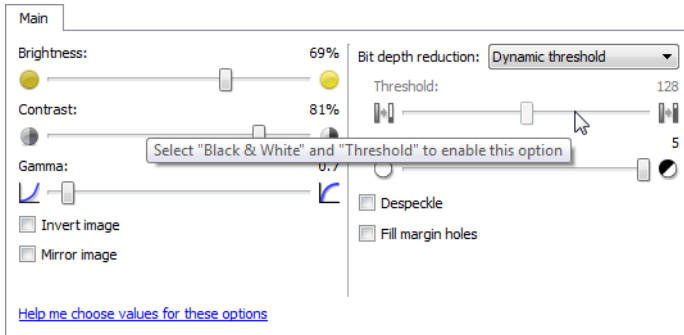 Main
Brightness: 69%
Contrast: 81%
Select "Black & White" and "Threshold" to enable this option
Gamma: 0.7
Invert image
Mirror image
Help me choose values for these options
Bit depth reduction: Dynamic threshold
Threshold: 128
5
Despeckle
Fill margin holes